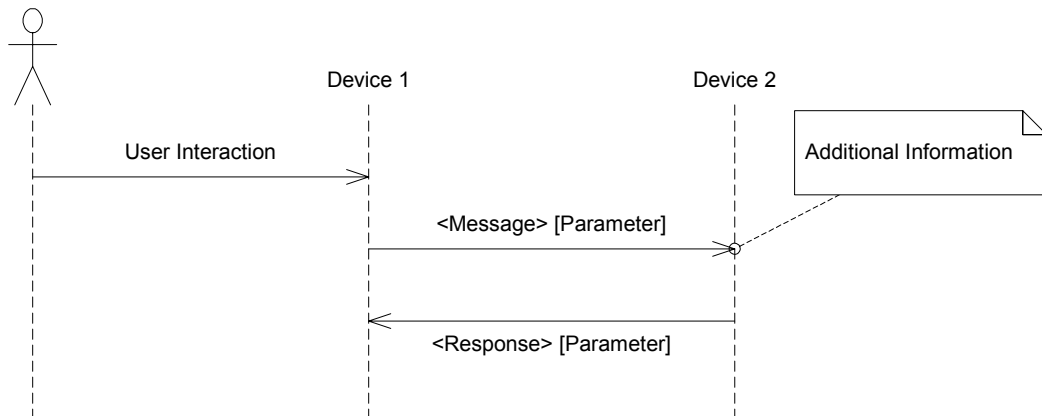 Device 1
Device 2
User Interaction
Additional Information
<Message> [Parameter]
<Response> [Parameter]